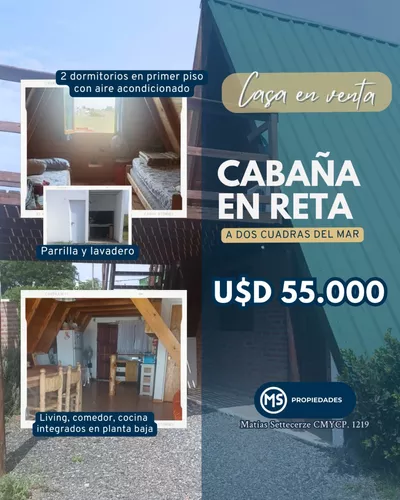 2 dormitorios en primer piso
con aire acondicionado
Casa en venta
CABAÑA
EN RETA
A DOS CUADRAS DEL MAR
Parrilla y lavadero
U$D 55.000
MS PROPIEDADES
Matías Settecerze CMYCP. 1219
Living, comedor, cocina
integrados en planta baja